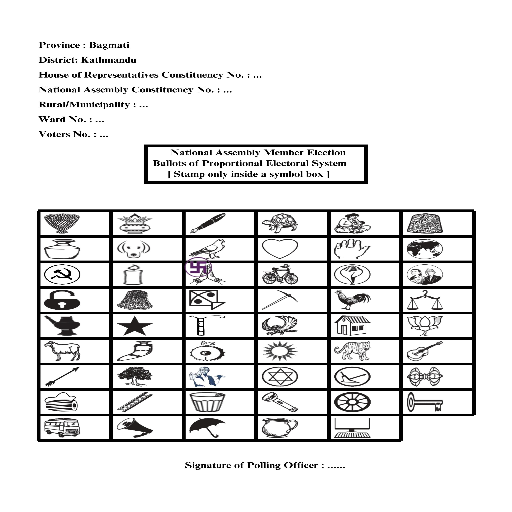 Province : Bagmati
District: Kathmandu
House of Representatives Constituency No. : ...
National Assembly Constituency No. : ...
Rural/Municipality : ...
Ward No. : ...
Voters No. : ...
National Assembly Member Election
Ballots of Proportional Electoral System
[ Stamp only inside a symbol box ]
Signature of Polling Officer : ......